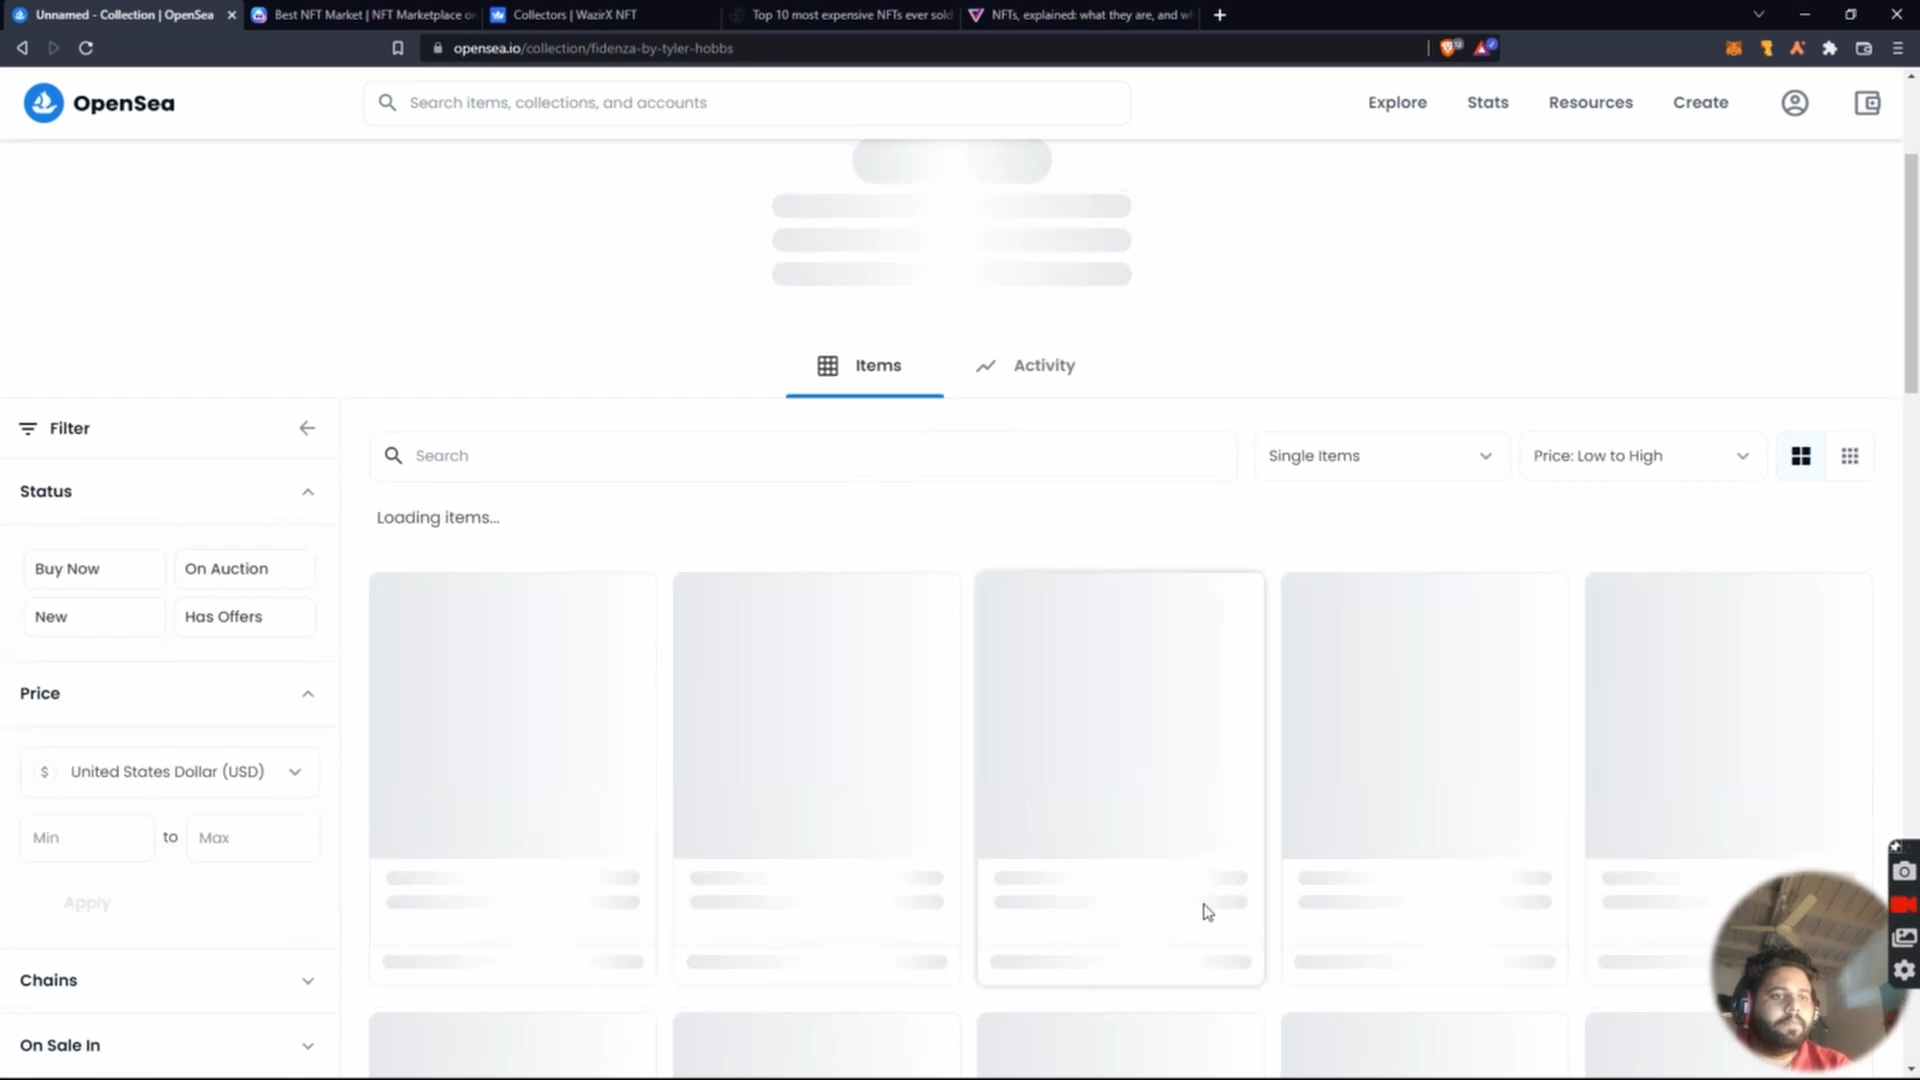 Unnamed - Collection | OpenSea
Best NFT Market | NFT Marketplace or
Collectors | WazirX NFT
Top 10 most expensive NFTs ever sold
NFTs, explained: what they are, and wh
opensea.io/collection/fidenza-by-tyler-hobbs
OpenSea
Search items, collections, and accounts
Explore
Stats
Resources
Create
Items
Activity
Filter
Search
Single Items
Price: Low to High
Status
Loading items...
Buy Now
On Auction
New
Has Offers
Price
$ United States Dollar (USD)
Min to Max
Apply
Chains
On Sale In